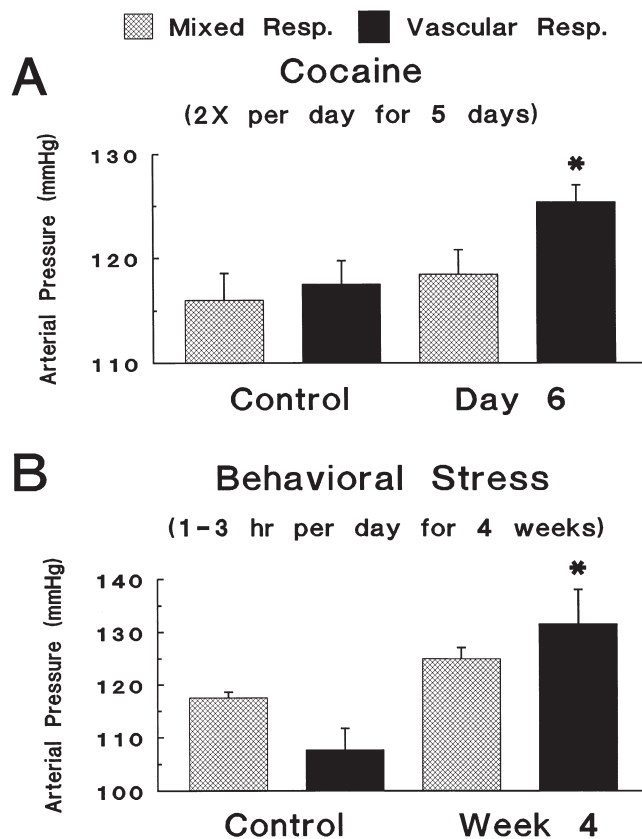 Mixed Resp. Vascular Resp.
A
Cocaine
(2X per day for 5 days)
Arterial Pressure (mmHg)
130
*
120
110
Control Day 6
B
Behavioral Stress
(1-3 hr per day for 4 weeks)
Arterial Pressure (mmHg)
140
*
130
120
110
100
Control Week 4